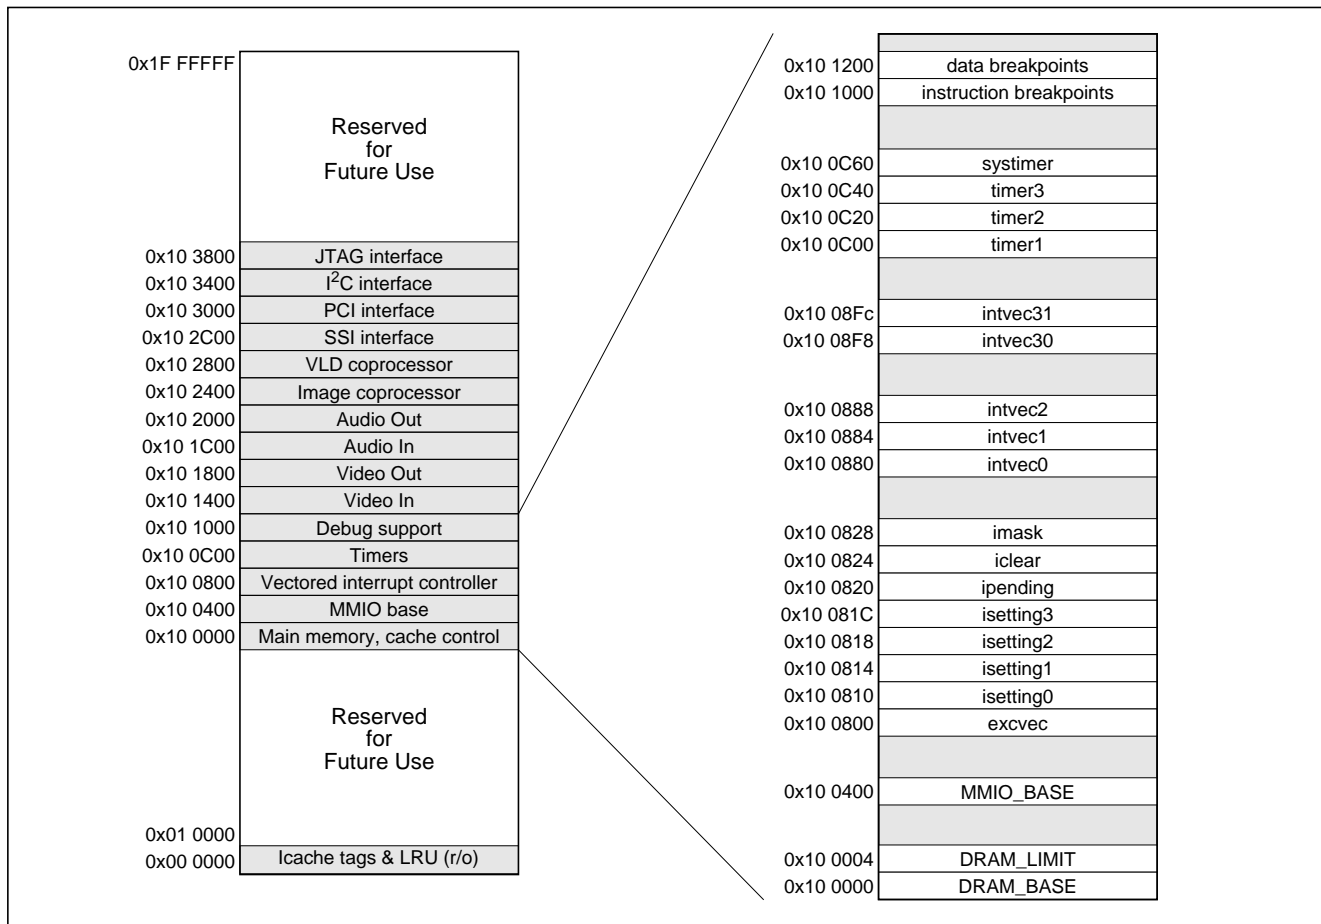 0x1F FFFFF
Reserved
for
Future Use
0x10 3800 JTAG interface
0x10 3400 I2C interface
0x10 3000 PCI interface
0x10 2C00 SSI interface
0x10 2800 VLD coprocessor
0x10 2400 Image coprocessor
0x10 2000 Audio Out
0x10 1C00 Audio In
0x10 1800 Video Out
0x10 1400 Video In
0x10 1000 Debug support
0x10 0C00 Timers
0x10 0800 Vectored interrupt controller
0x10 0400 MMIO base
0x10 0000 Main memory, cache control
Reserved
for
Future Use
0x01 0000
0x00 0000 Icache tags & LRU (r/o)
0x10 1200 data breakpoints
0x10 1000 instruction breakpoints
0x10 0C60 systimer
0x10 0C40 timer3
0x10 0C20 timer2
0x10 0C00 timer1
0x10 08Fc intvec31
0x10 08F8 intvec30
0x10 0888 intvec2
0x10 0884 intvec1
0x10 0880 intvec0
0x10 0828 imask
0x10 0824 iclear
0x10 0820 ipending
0x10 081C isetting3
0x10 0818 isetting2
0x10 0814 isetting1
0x10 0810 isetting0
0x10 0800 excvec
0x10 0400 MMIO_BASE
0x10 0004 DRAM_LIMIT
0x10 0000 DRAM_BASE